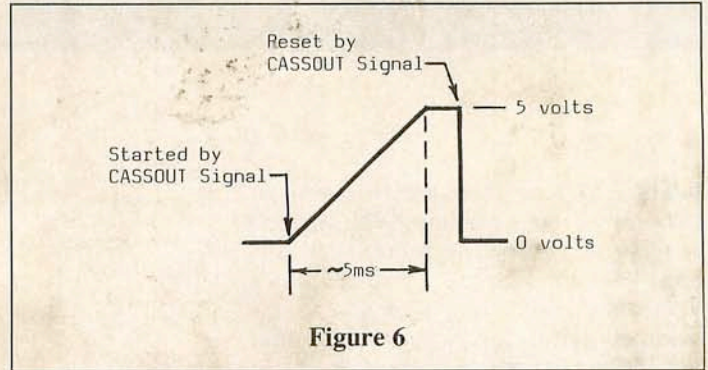 Reset by
CASSOUT Signal
5 volts
Started by
CASSOUT Signal
0 volts
~5ms
Figure 6